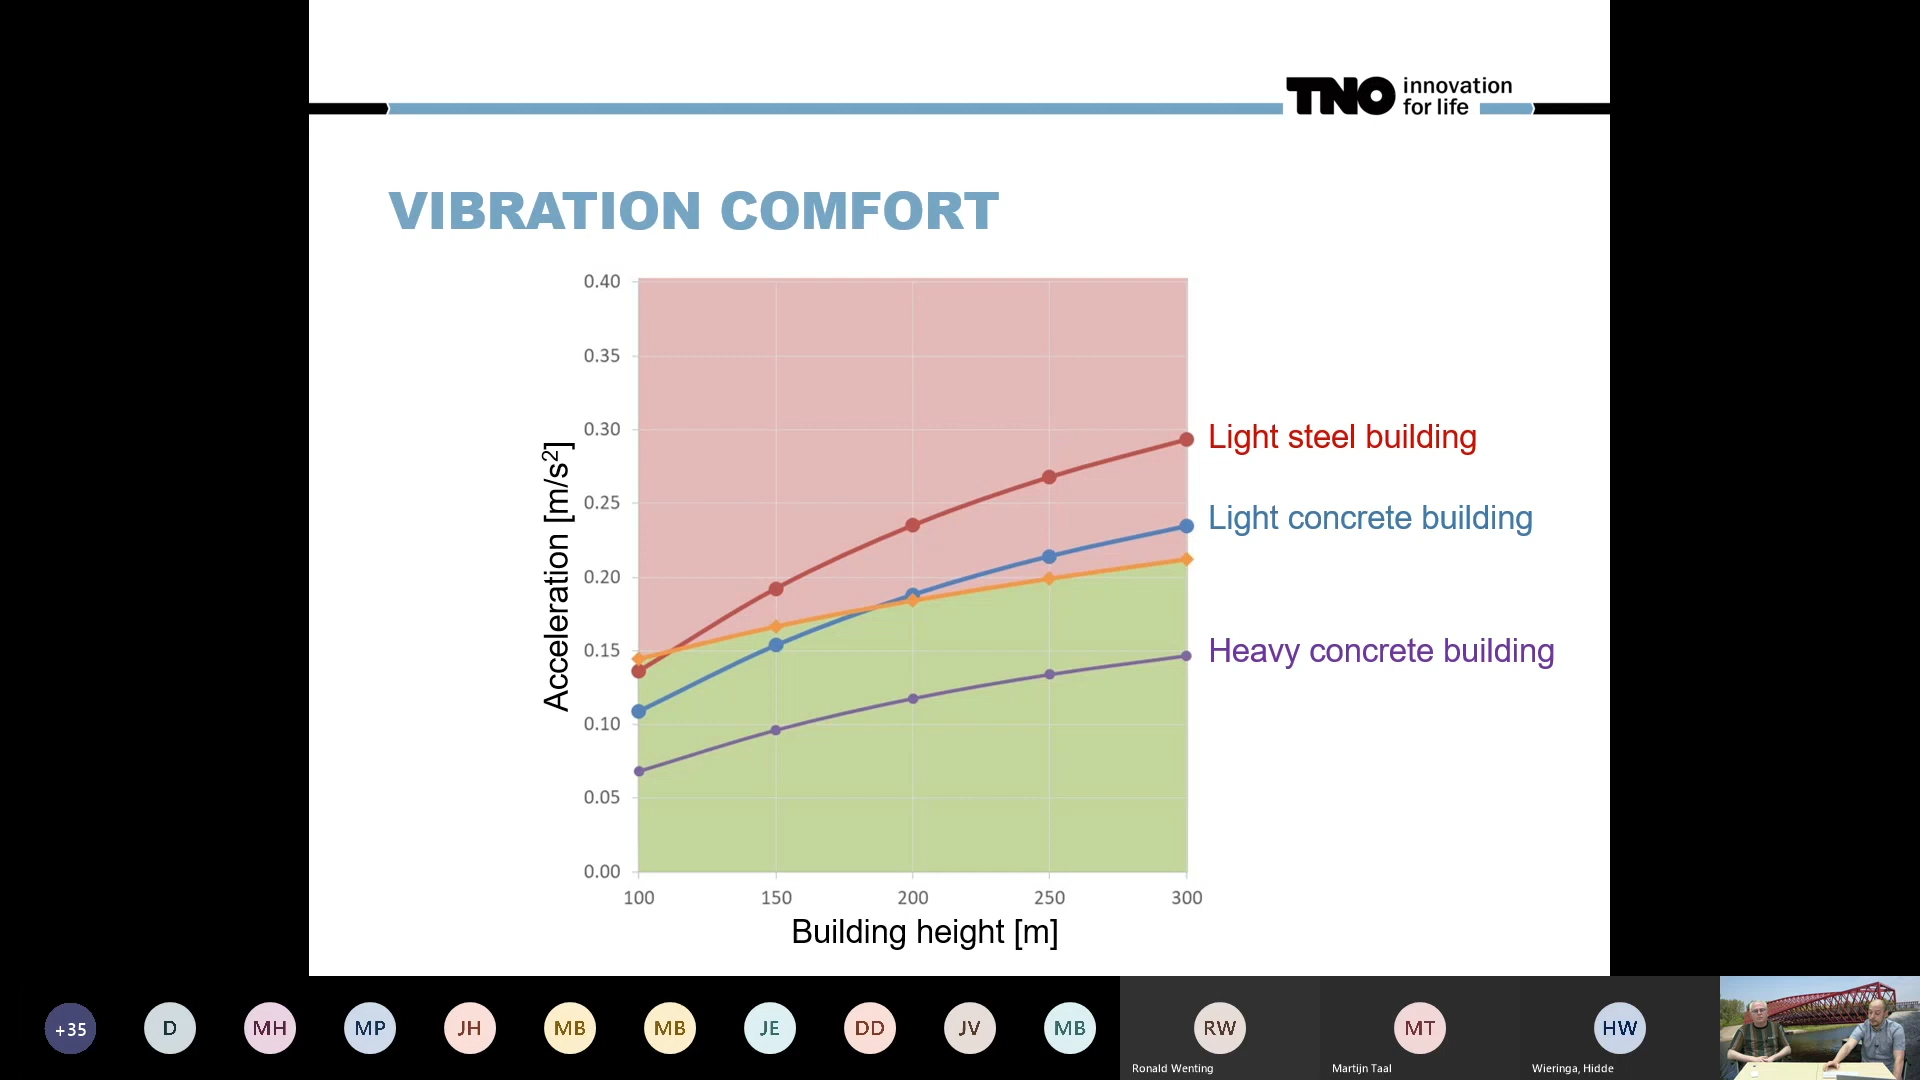 TNO innovation
for life
VIBRATION COMFORT
0.40
0.35
0.30
0.25
0.20
0.15
0.10
0.05
0.00
Acceleration [m/s²]
Light steel building
Light concrete building
Heavy concrete building
100 150 200 250 300
Building height [m]
+35 D MH MP JH MB MB JE DD JV MB RW MT HW
Ronald Wenting Martijn Taal Wieringa, Hidde